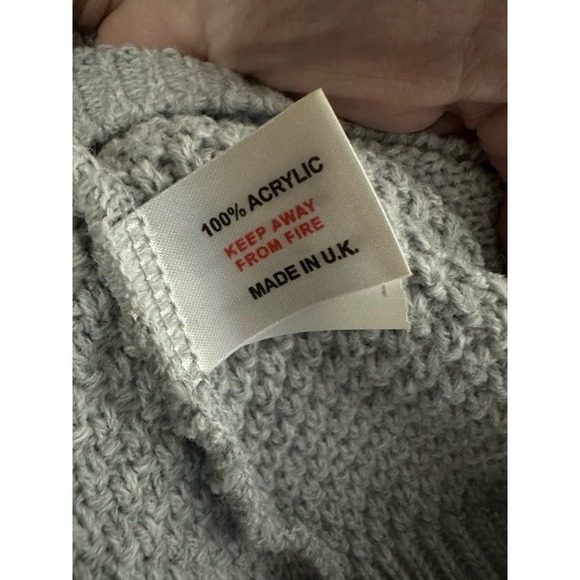 100% ACRYLIC
KEEP AWAY
FROM FIRE
MADE IN U.K.